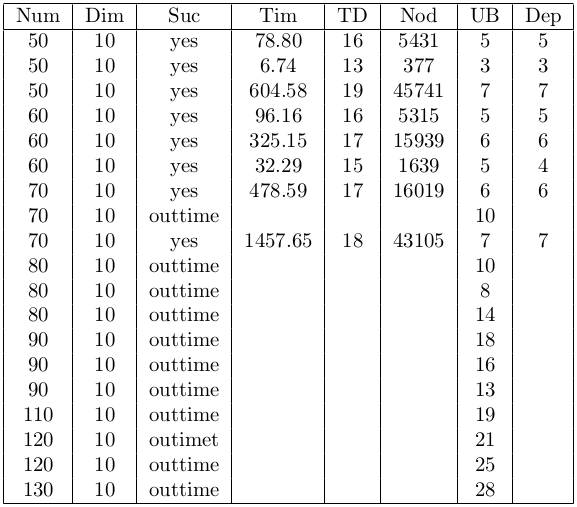 Num Dim Suc Tim TD Nod UB Dep
50 10 yes 78.80 16 5431 5 5
50 10 yes 6.74 13 377 3 3
50 10 yes 604.58 19 45741 7 7
60 10 yes 96.16 16 5315 5 5
60 10 yes 325.15 17 15939 6 6
60 10 yes 32.29 15 1639 5 4
70 10 yes 478.59 17 16019 6 6
70 10 outtime 10
70 10 yes 1457.65 18 43105 7 7
80 10 outtime 10
80 10 outtime 8
80 10 outtime 14
90 10 outtime 18
90 10 outtime 16
90 10 outtime 13
110 10 outtime 19
120 10 outimet 21
120 10 outtime 25
130 10 outtime 28